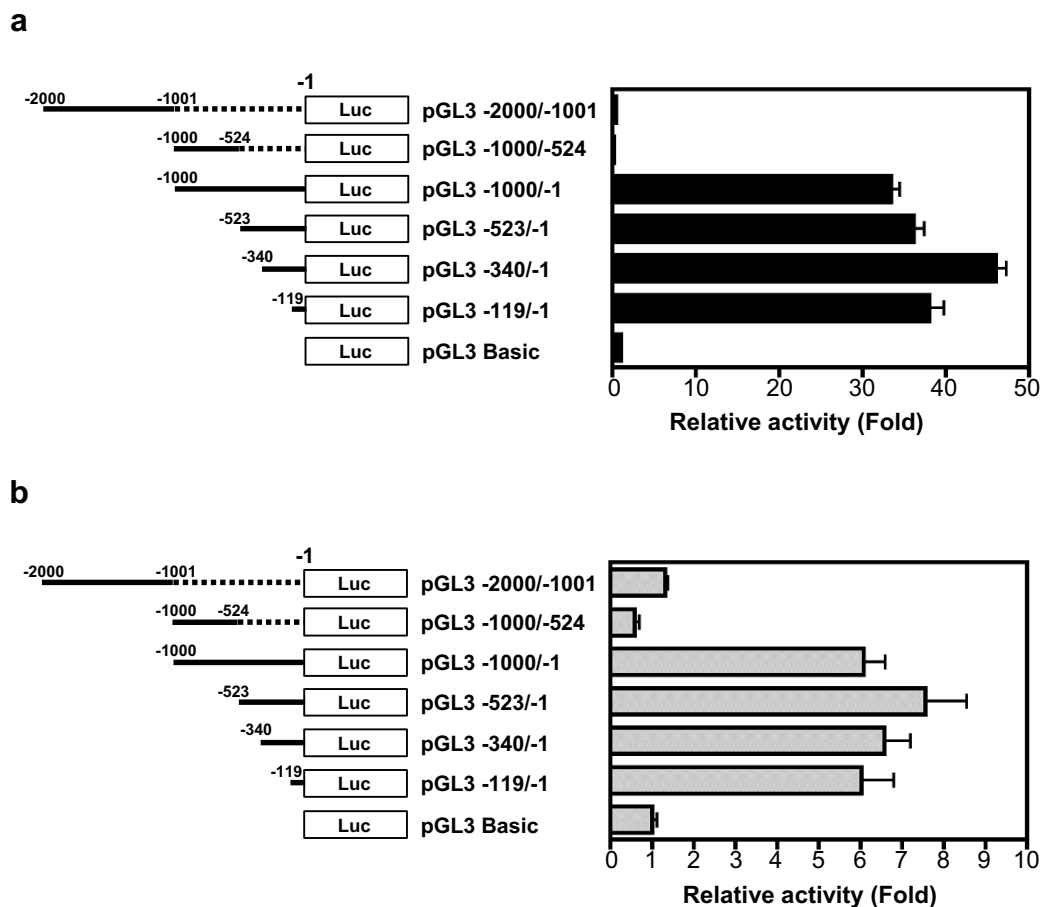 a
-1
-2000 -1001 Luc pGL3 -2000/-1001
-1000 -524 Luc pGL3 -1000/-524
-1000 Luc pGL3 -1000/-1
-523 Luc pGL3 -523/-1
-340 Luc pGL3 -340/-1
-119 Luc pGL3 -119/-1
Luc pGL3 Basic
0 10 20 30 40 50
Relative activity (Fold)
b
-1
-2000 -1001 Luc pGL3 -2000/-1001
-1000 -524 Luc pGL3 -1000/-524
-1000 Luc pGL3 -1000/-1
-523 Luc pGL3 -523/-1
-340 Luc pGL3 -340/-1
-119 Luc pGL3 -119/-1
Luc pGL3 Basic
0 1 2 3 4 5 6 7 8 9 10
Relative activity (Fold)